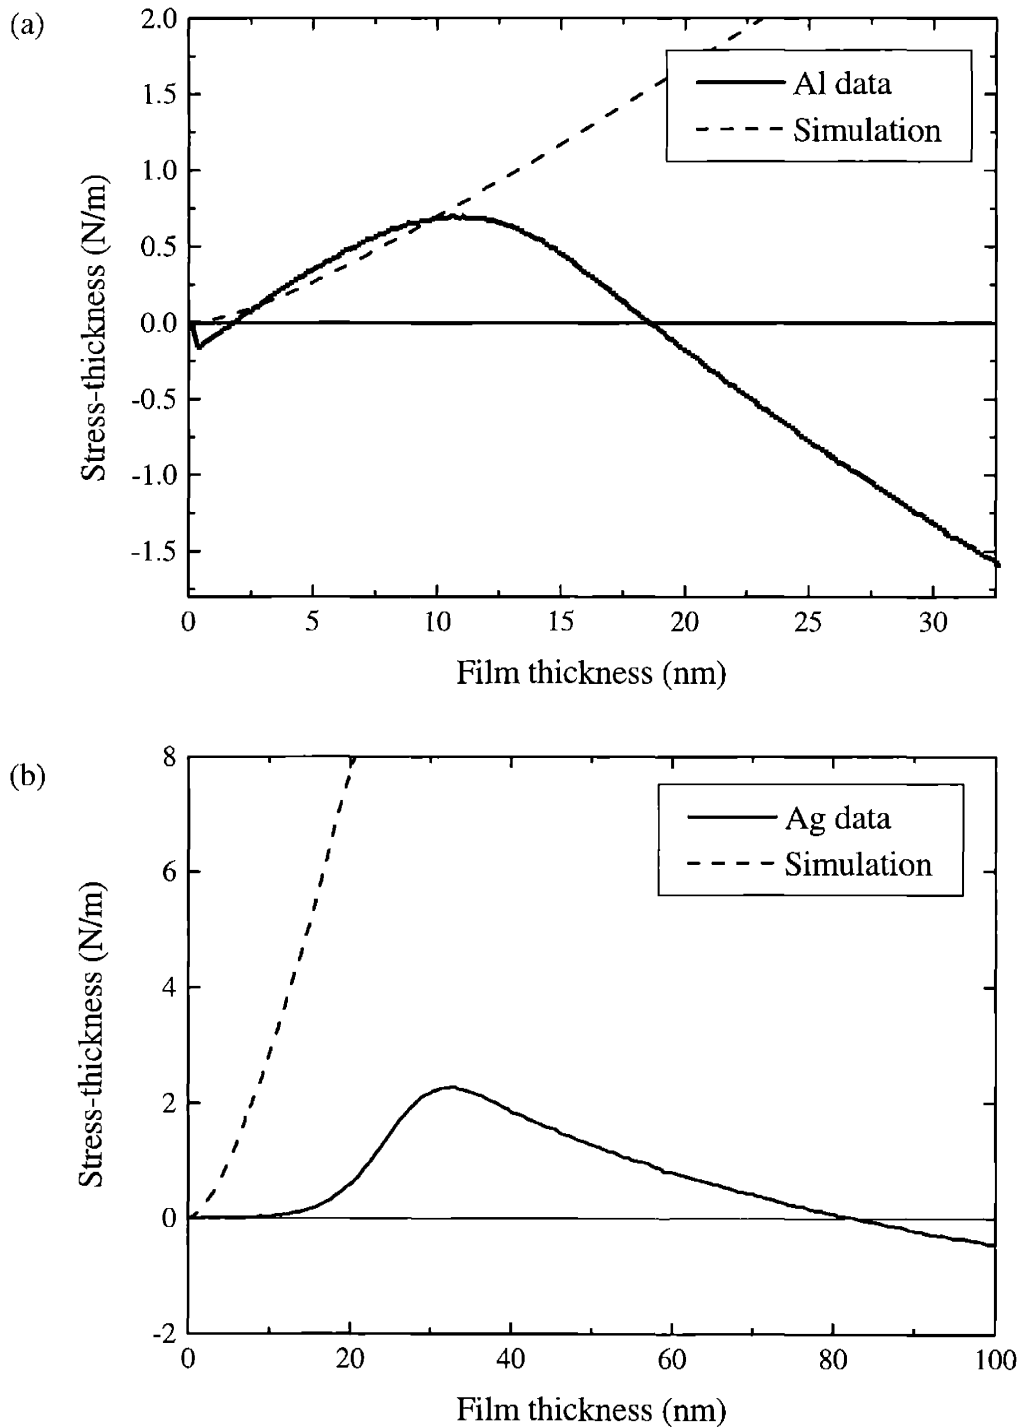 (a)
2.0
1.5
1.0
0.5
0.0
-0.5
-1.0
-1.5
Stress-thickness (N/m)
Al data
Simulation
0 5 10 15 20 25 30
Film thickness (nm)
(b)
8
6
4
2
0
-2
Stress-thickness (N/m)
Ag data
Simulation
0 20 40 60 80 100
Film thickness (nm)